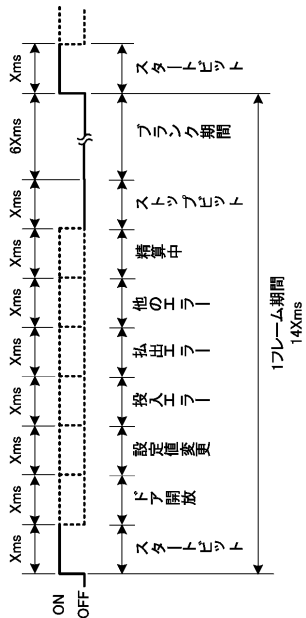 Xms
Xms
Xms
Xms
Xms
Xms
Xms
Xms
6Xms
Xms
ON
OFF
スタートビット
ドア開放
設定値変更
投入エラー
払出エラー
他のエラー
精算中
ストップビット
ブランク期間
スタートビット
1フレーム期間
14Xms